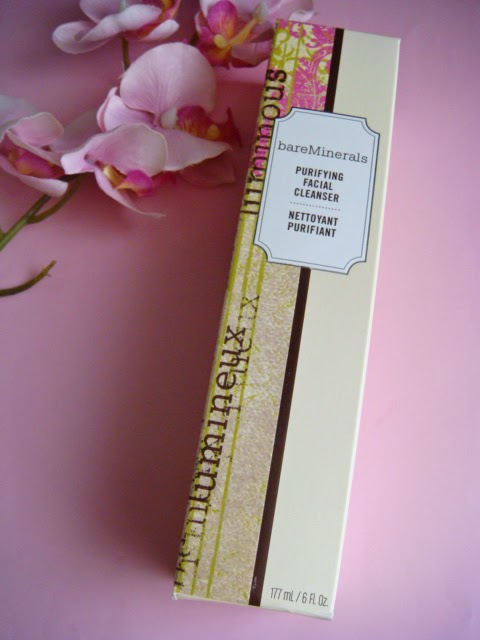 bareMinerals
PURIFYING
FACIAL
CLEANSER
NETTOYANT
PURIFIANT
luminous
lumineux
177 mL / 6 Fl. Oz.